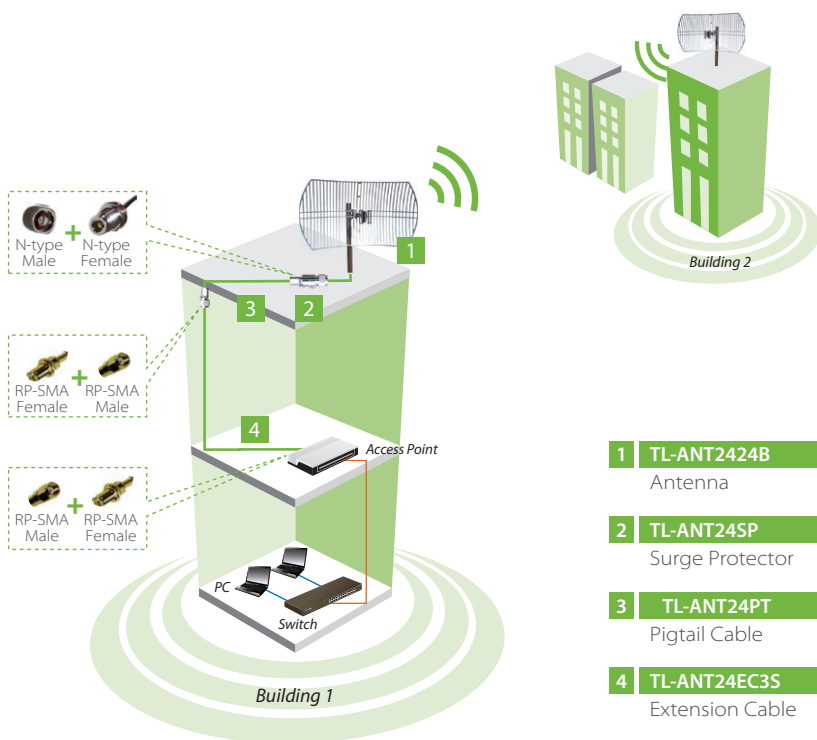 N-type
Male
+
N-type
Female
1
3
2
RP-SMA
Female
+
RP-SMA
Male
4
Access Point
RP-SMA
Male
+
RP-SMA
Female
PC
Switch
Building 1
Building 2
1 TL-ANT2424B
Antenna
2 TL-ANT24SP
Surge Protector
3 TL-ANT24PT
Pigtail Cable
4 TL-ANT24EC3S
Extension Cable